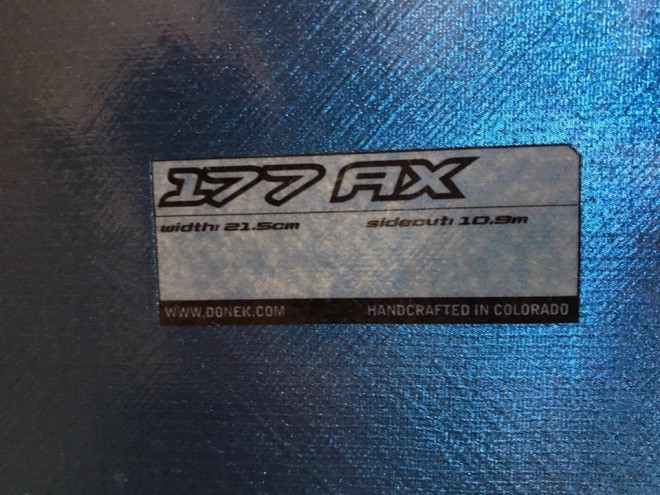 177 AX
width: 21.5cm sidecut: 10.9m
WWW.DONEK.COM HANDCRAFTED IN COLORADO